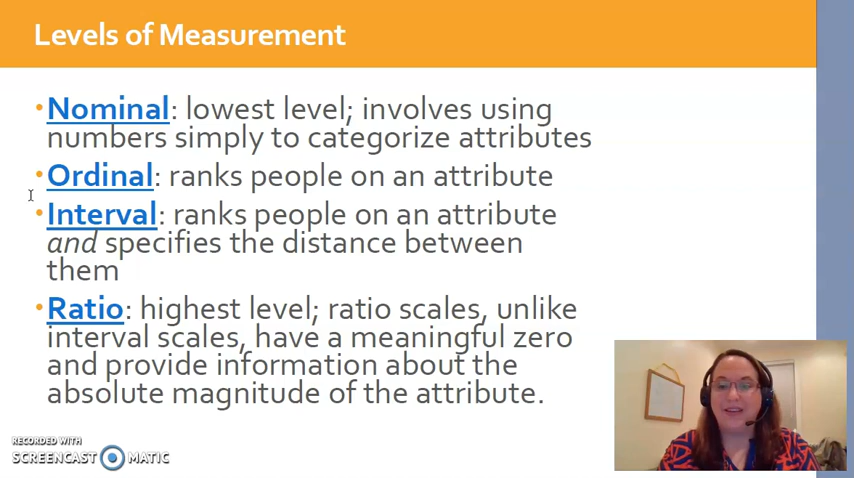 Levels of Measurement
•Nominal: lowest level; involves using
numbers simply to categorize attributes
•Ordinal: ranks people on an attribute
•Interval: ranks people on an attribute
and specifies the distance between
them
•Ratio: highest level; ratio scales, unlike
interval scales, have a meaningful zero
and provide information about the
absolute magnitude of the attribute.
RECORDED WITH
SCREENCAST MATIC